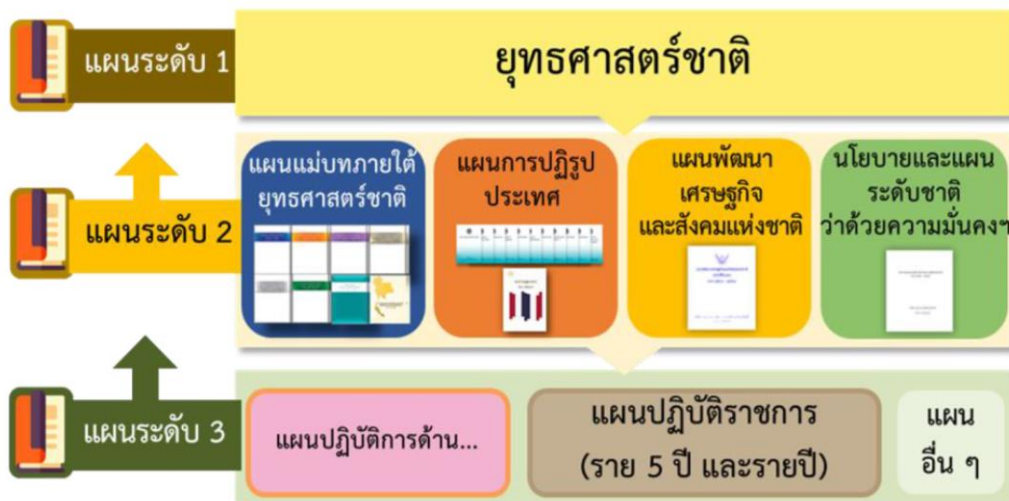 แผนระดับ 1
ยุทธศาสตร์ชาติ
แผนระดับ 2
แผนแม่บทภายใต้
ยุทธศาสตร์ชาติ
แผนการปฏิรูป
ประเทศ
แผนพัฒนา
เศรษฐกิจ
และสังคมแห่งชาติ
นโยบายและแผน
ระดับชาติ
ว่าด้วยความมั่นคงฯ
แผนระดับ 3
แผนปฏิบัติการด้าน...
แผนปฏิบัติราชการ
(ราย 5 ปี และรายปี)
แผน
อื่น ๆ